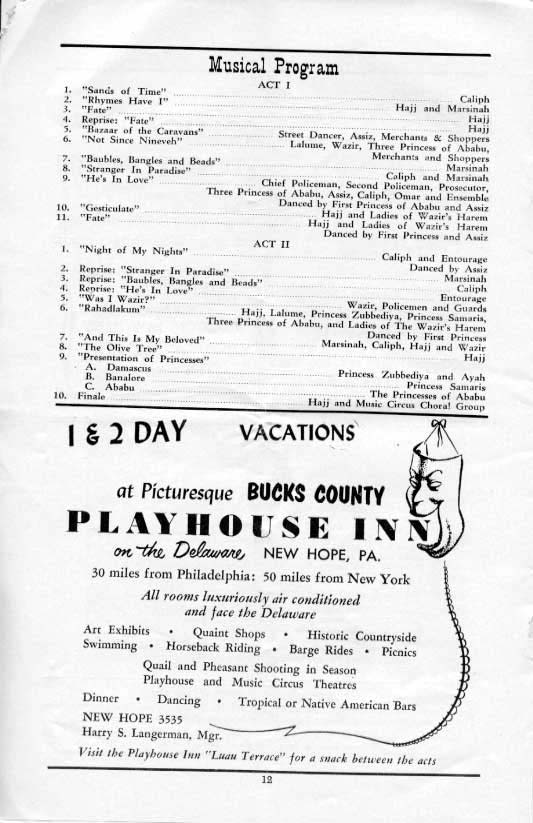 Musical Program
ACT I
1. "Sands of Time" Caliph
2. "Rhymes Have I" Hajj and Marsinah
3. "Fate" Hajj
4. Reprise: "Fate" Hajj
5. "Bazaar of the Caravans" Street Dancer, Assiz, Merchants & Shoppers
6. "Not Since Nineveh" Lalume, Wazir, Three Princess of Ababu,
Merchants and Shoppers
7. "Baubles, Bangles and Beads" Marsinah
8. "Stranger In Paradise" Caliph and Marsinah
9. "He's In Love" Chief Policeman, Second Policeman, Prosecutor,
Three Princess of Ababu, Assiz, Caliph, Omar and Ensemble
Danced by First Princess of Ababu and Assiz
10. "Gesticulate" Hajj and Ladies of Wazir's Harem
11. "Fate" Hajj and Ladies of Wazir's Harem
Danced by First Princess and Assiz
ACT II
1. "Night of My Nights" Caliph and Entourage
Danced by Assiz
2. Reprise: "Stranger In Paradise" Marsinah
3. Reprise: "Baubles, Bangles and Beads" Caliph
4. Reprise: "He's In Love" Entourage
5. "Was I Wazir?" Wazir, Policemen and Guards
6. "Rahadlakum" Hajj, Lalume, Princess Zubbediya, Princess Samaris,
Three Princess of Ababu, and Ladies of The Wazir's Harem
Danced by First Princess
7. "And This Is My Beloved" Marsinah, Caliph, Hajj and Wazir
8. "The Olive Tree" Hajj
9. "Presentation of Princesses"
A. Damascus Princess Zubbediya and Ayah
B. Banalore Princess Samaris
C. Ababu The Princesses of Ababu
10. Finale Hajj and Music Circus Choral Group
1 & 2 DAY VACATIONS
at Picturesque BUCKS COUNTY
PLAYHOUSE INN
on the Delaware, NEW HOPE, PA.
30 miles from Philadelphia: 50 miles from New York
All rooms luxuriously air conditioned
and face the Delaware
Art Exhibits • Quaint Shops • Historic Countryside
Swimming • Horseback Riding • Barge Rides • Picnics
Quail and Pheasant Shooting in Season
Playhouse and Music Circus Theatres
Dinner • Dancing • Tropical or Native American Bars
NEW HOPE 3535
Harry S. Langerman, Mgr.
Visit the Playhouse Inn "Luau Terrace" for a snack between the acts
12